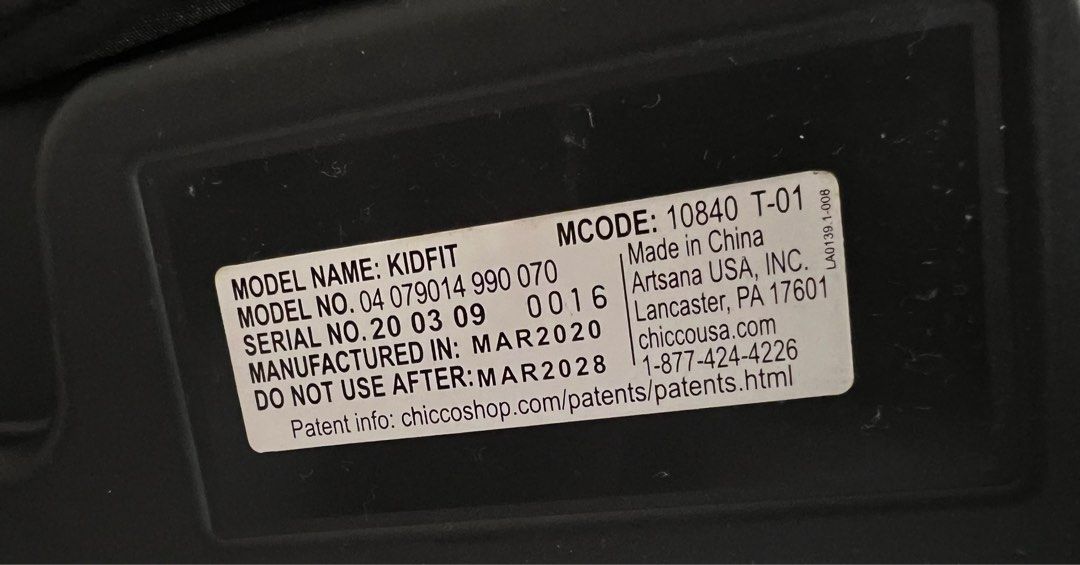 MODEL NAME: KIDFIT
MODEL NO. 04 079014 990 070
SERIAL NO. 20 03 09 0016
MANUFACTURED IN: MAR2020
DO NOT USE AFTER: MAR2028
MCODE: 10840 T-01
Made in China
Artsana USA, INC.
Lancaster, PA 17601
chiccousa.com
1-877-424-4226
Patent info: chiccoshop.com/patents/patents.html
LA0139.1-008